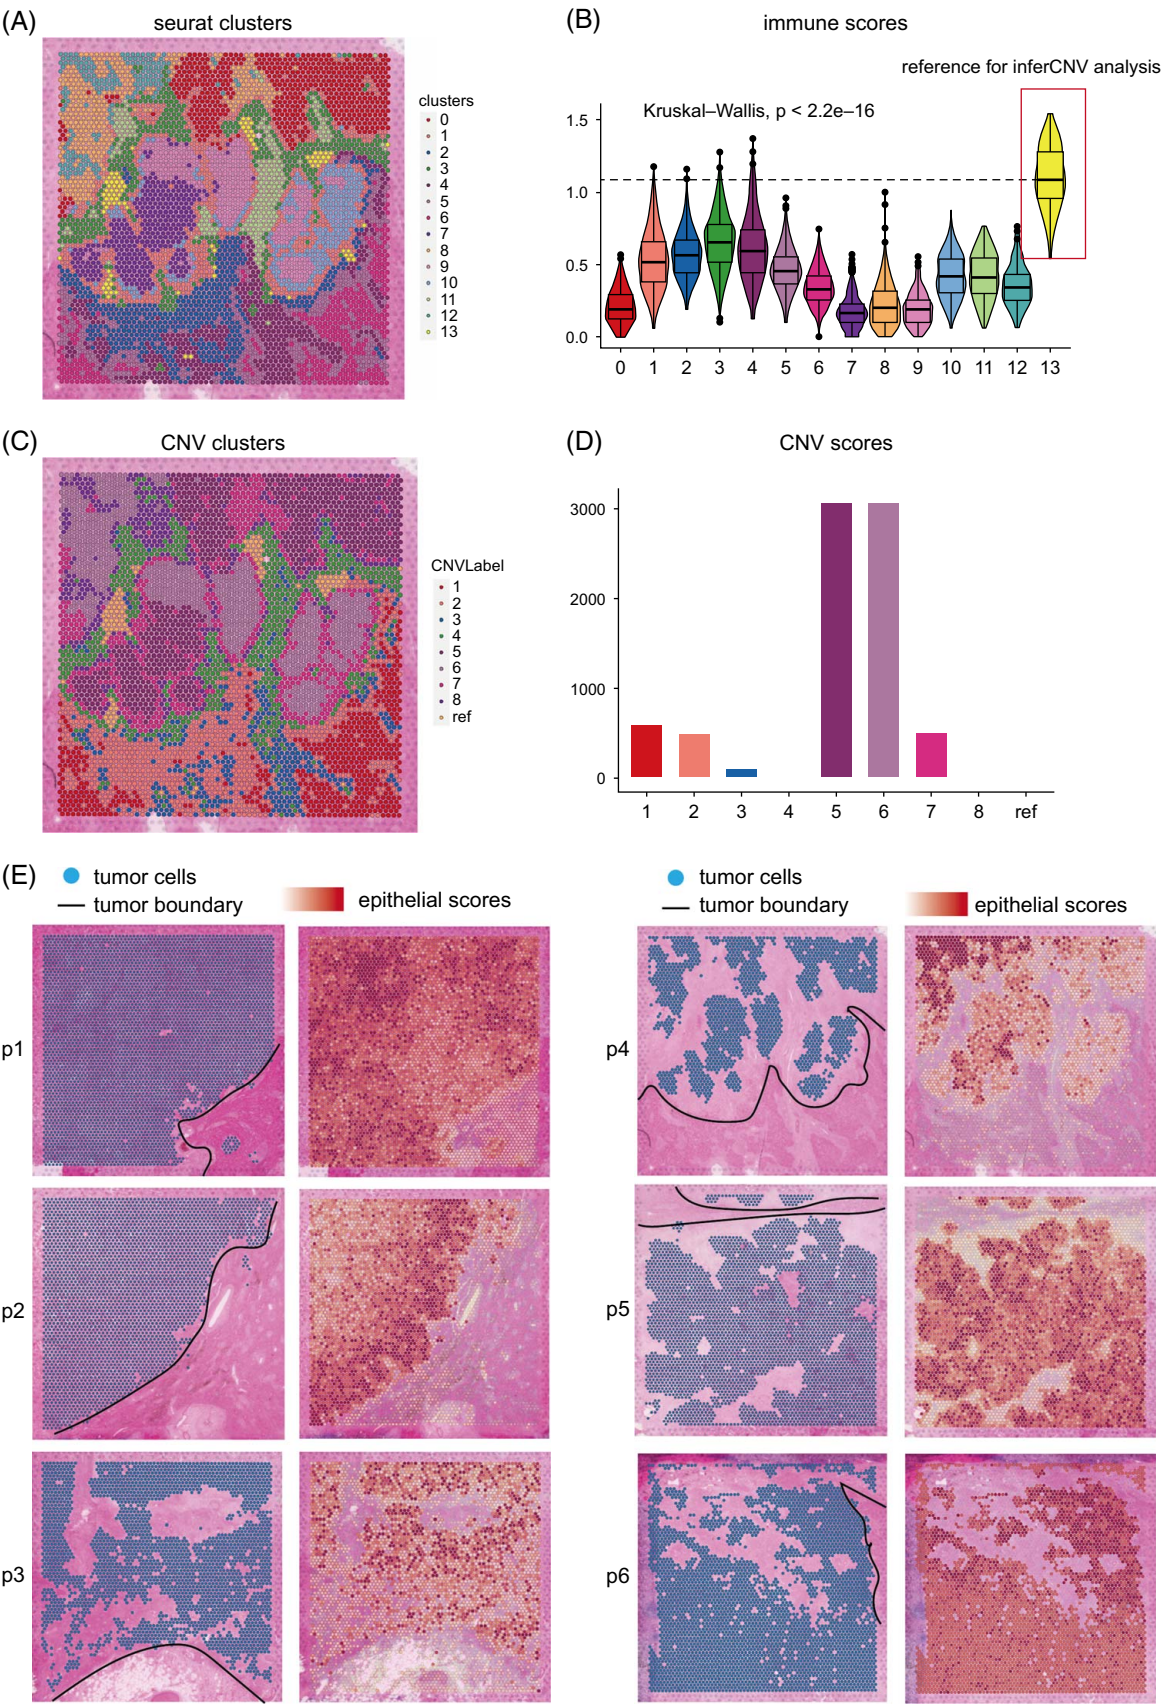 (A)
seurat clusters
clusters
0
1
2
3
4
5
6
7
8
9
10
11
12
13
(B)
immune scores
reference for inferCNV analysis
Kruskal–Wallis, p < 2.2e–16
1.5
1.0
0.5
0.0
0 1 2 3 4 5 6 7 8 9 10 11 12 13
(C)
CNV clusters
CNVLabel
1
2
3
4
5
6
7
8
ref
(D)
CNV scores
3000
2000
1000
0
1 2 3 4 5 6 7 8 ref
(E)
tumor cells
tumor boundary
epithelial scores
tumor cells
tumor boundary
epithelial scores
p1
p4
p2
p5
p3
p6